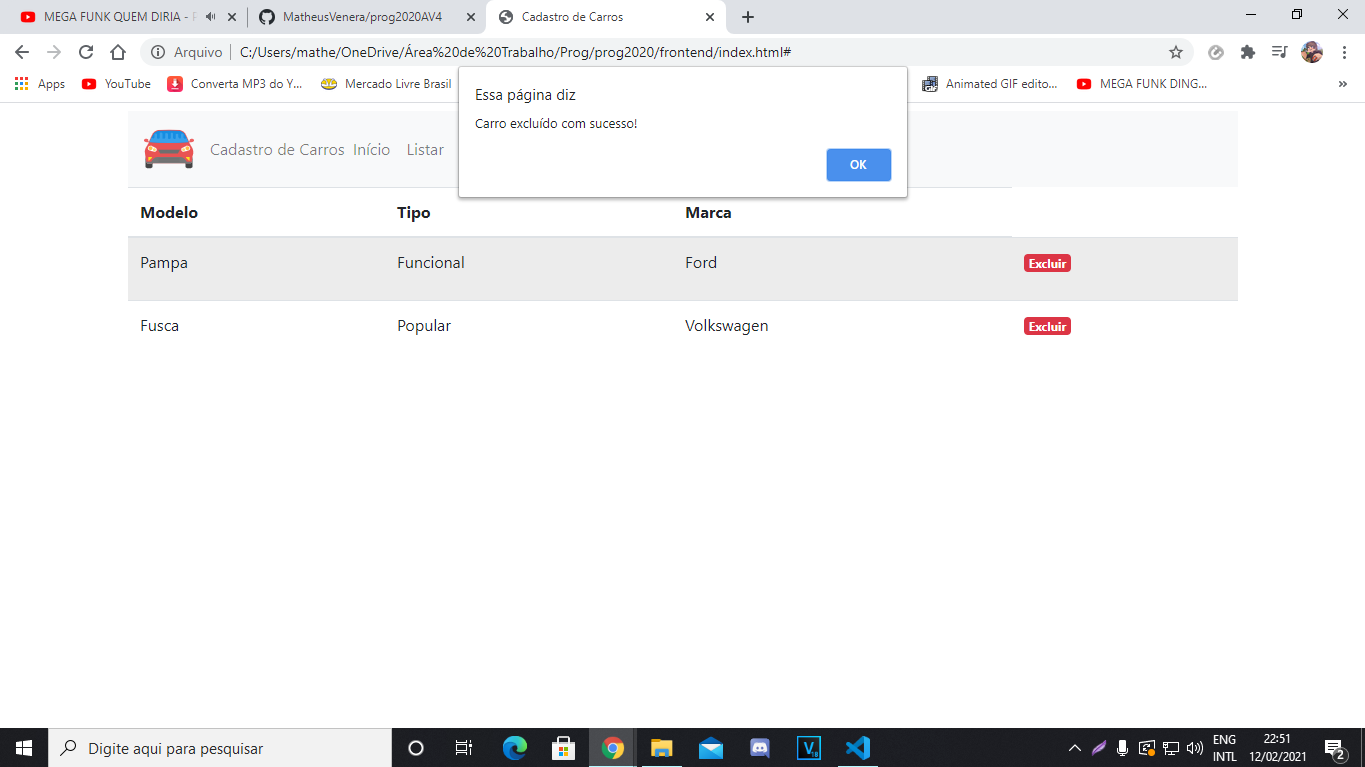 MEGA FUNK QUEM DIRIA -
MatheusVenera/prog2020AV4
Cadastro de Carros
Arquivo
C:/Users/mathe/OneDrive/Área%20de%20Trabalho/Prog/prog2020/frontend/index.html#
Apps
YouTube
Converta MP3 do Y...
Mercado Livre Brasil
Animated GIF edito...
MEGA FUNK DING...
»
Essa página diz
Carro excluído com sucesso!
OK
Cadastro de Carros
Início
Listar
Modelo
Tipo
Marca
Pampa
Funcional
Ford
Excluir
Fusca
Popular
Volkswagen
Excluir
Digite aqui para pesquisar
ENG
INTL
22:51
12/02/2021
2